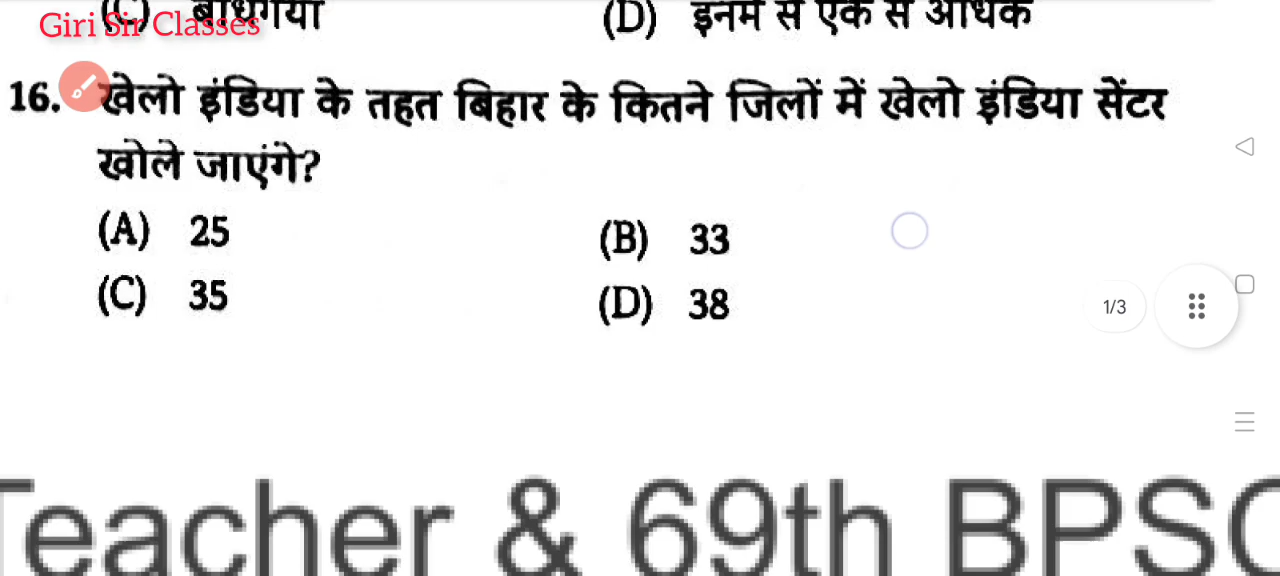 (C) बोधगया (D) इनमें से एक से अधिक
Giri Sir Classes
16. खेलो इंडिया के तहत बिहार के कितने जिलों में खेलो इंडिया सेंटर
खोले जाएंगे?
(A) 25 (B) 33
(C) 35 (D) 38
1/3
Teacher & 69th BPSC